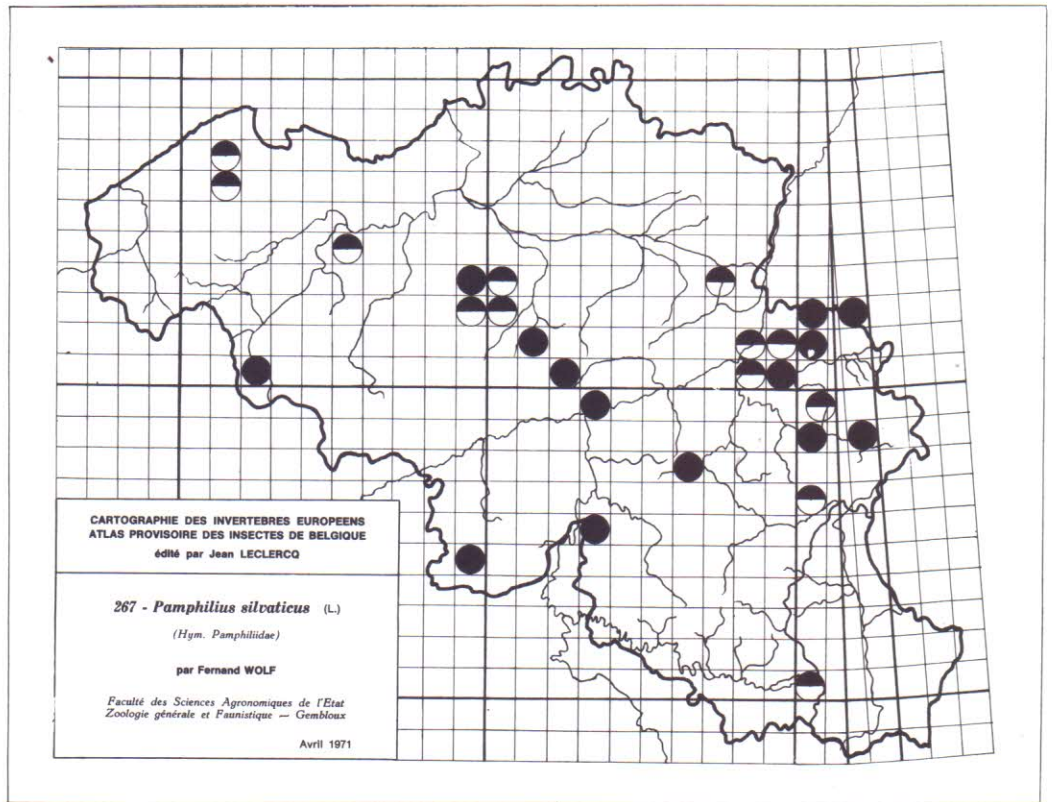 CARTOGRAPHIE DES INVERTEBRES EUROPEENS
ATLAS PROVISOIRE DES INSECTES DE BELGIQUE
édité par Jean LECLERCQ
267 - Pamphilius silvaticus (L.)
(Hym. Pamphiliidae)
par Fernand WOLF
Faculté des Sciences Agronomiques de l'Etat
Zoologie générale et Faunistique — Gembloux
Avril 1971